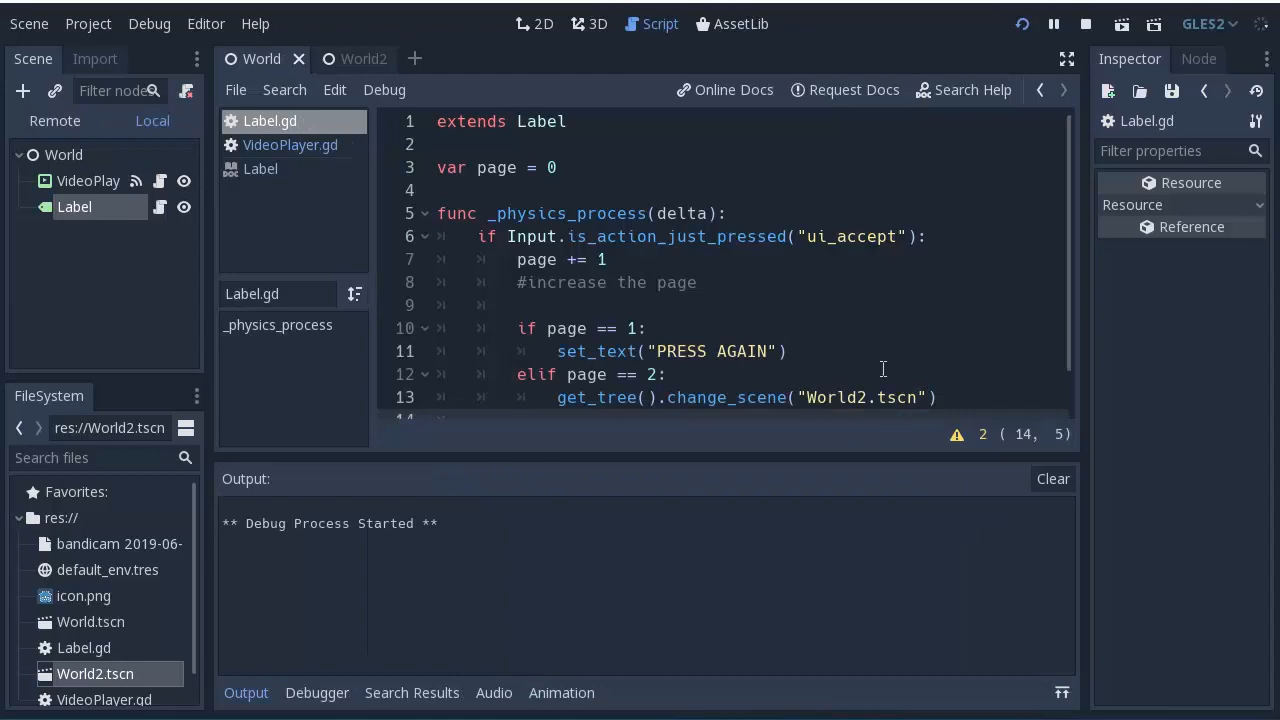 Scene Project Debug Editor Help
2D 3D Script AssetLib
GLES2
Scene Import
World World2
Inspector Node
Filter node
File Search Edit Debug
Online Docs Request Docs Search Help
Remote Local
Label.gd
VideoPlayer.gd
Label
World
VideoPlay
Label
Label.gd
_physics_process
1 extends Label
2
3 var page = 0
4
5 func _physics_process(delta):
6 if Input.is_action_just_pressed("ui_accept"):
7 page += 1
8 #increase the page
9
10 if page == 1:
11 set_text("PRESS AGAIN")
12 elif page == 2:
13 get_tree().change_scene("World2.tscn")
14
2 ( 14, 5)
Label.gd
Filter properties
Resource
Resource
Reference
FileSystem
res://World2.tscn
Search files
Favorites:
res://
bandicam 2019-06-
default_env.tres
icon.png
World.tscn
Label.gd
World2.tscn
VideoPlayer.gd
Output:
Clear
** Debug Process Started **
Output Debugger Search Results Audio Animation